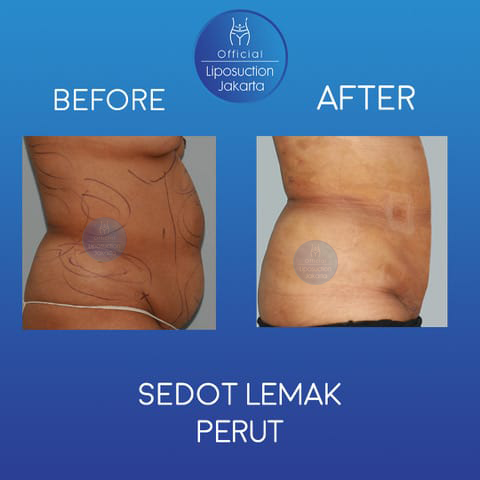 Official
Liposuction
Jakarta
BEFORE
AFTER
SEDOT LEMAK
PERUT